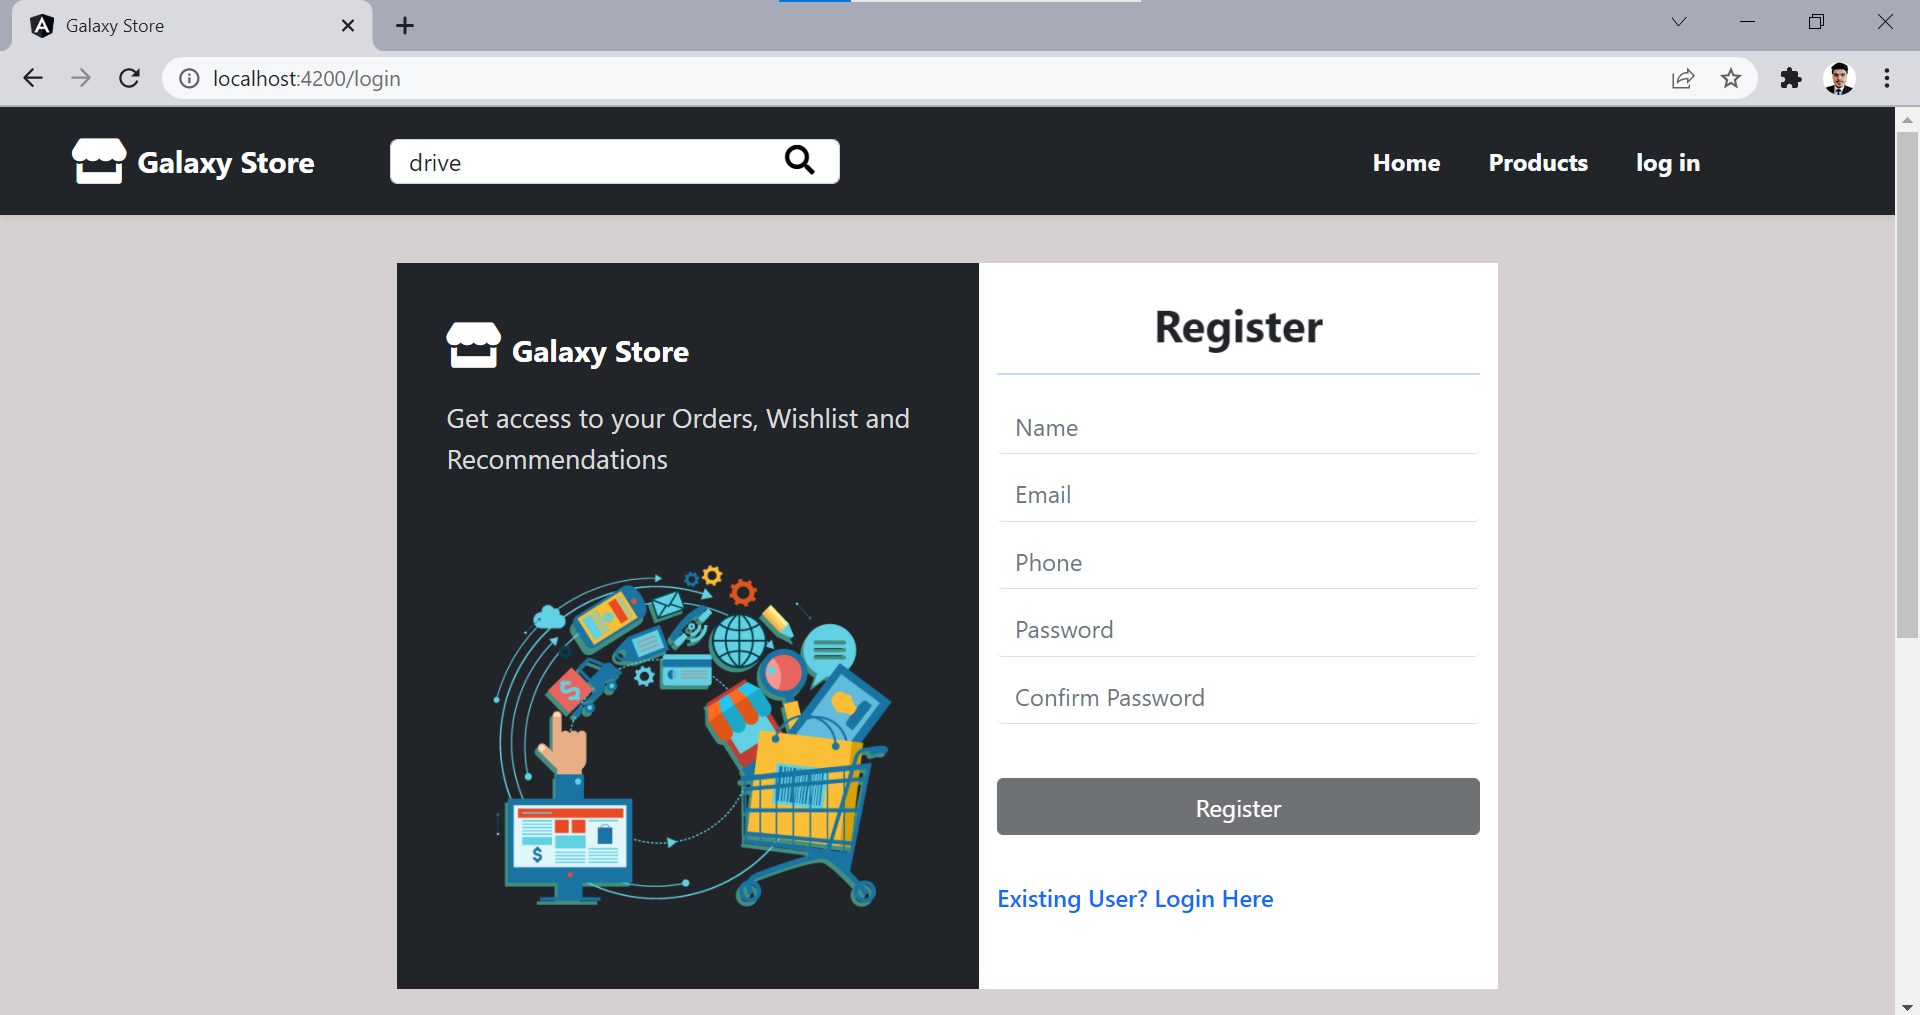 Galaxy Store
localhost:4200/login
Galaxy Store
drive
Home
Products
log in
Galaxy Store
Get access to your Orders, Wishlist and
Recommendations
$
$
Register
Name
Email
Phone
Password
Confirm Password
Register
Existing User? Login Here